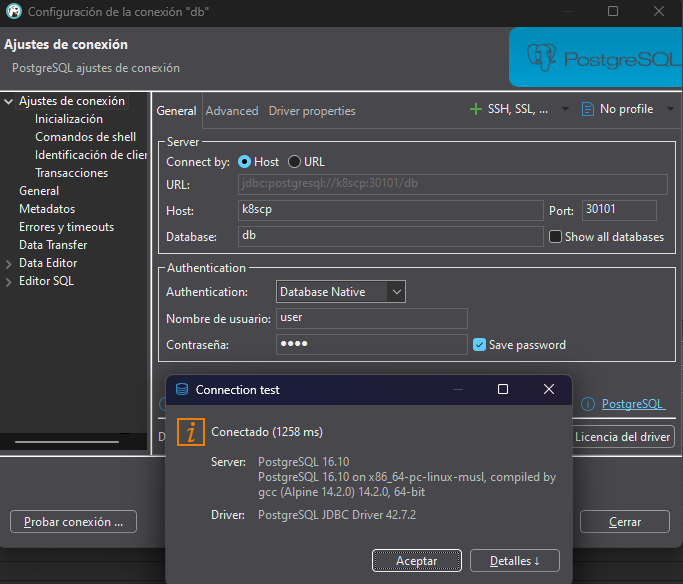 Configuración de la conexión "db"
Ajustes de conexión
PostgreSQL ajustes de conexión
PostgreSQL
Ajustes de conexión
Inicialización
Comandos de shell
Identificación de clier
Transacciones
General
Metadatos
Errores y timeouts
Data Transfer
Data Editor
Editor SQL
General Advanced Driver properties
SSH, SSL, ... No profile
Server
Connect by: Host URL
URL: jdbc:postgresql://k8scp:30101/db
Host: k8scp Port: 30101
Database: db Show all databases
Authentication
Authentication: Database Native
Nombre de usuario: user
Contraseña: •••• Save password
PostgreSQL
D Licencia del driver
Connection test
Conectado (1258 ms)
Server: PostgreSQL 16.10
PostgreSQL 16.10 on x86_64-pc-linux-musl, compiled by
gcc (Alpine 14.2.0) 14.2.0, 64-bit
Driver: PostgreSQL JDBC Driver 42.7.2
Aceptar Detalles ↓
Probar conexión ... Cerrar